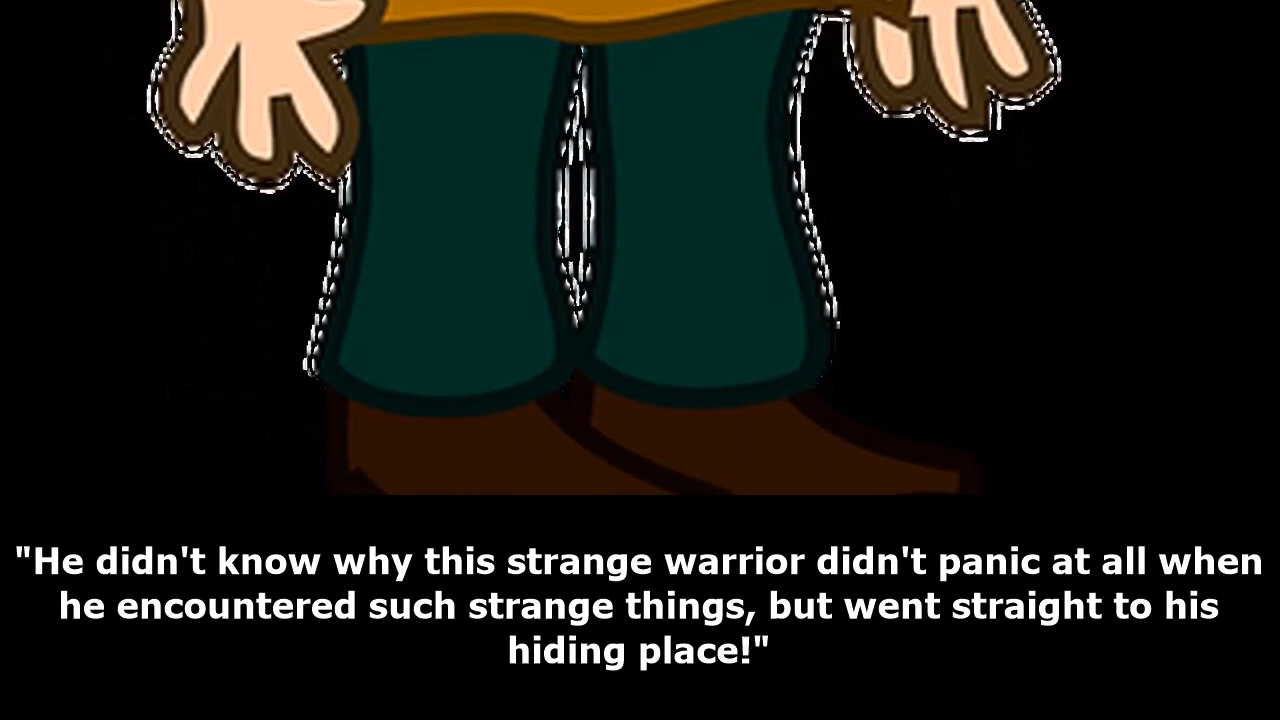 "He didn't know why this strange warrior didn't panic at all when
he encountered such strange things, but went straight to his
hiding place!"